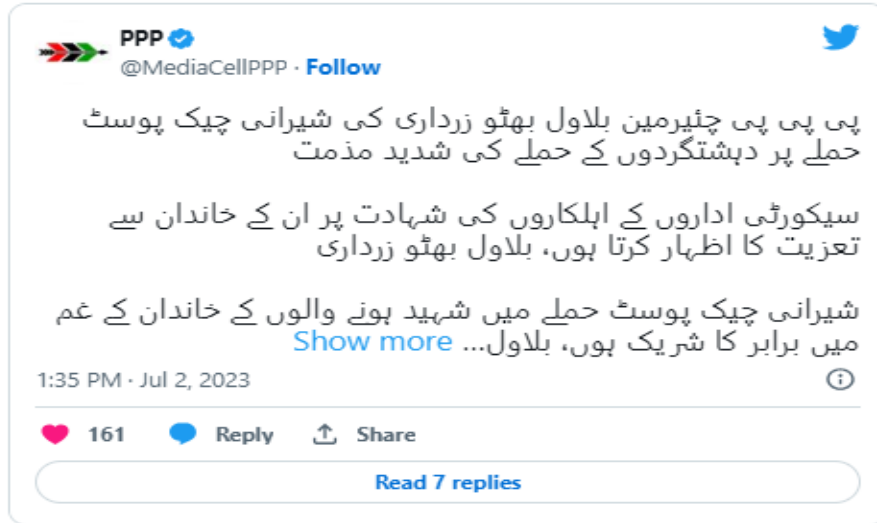 PPP
@MediaCellPPP · Follow
پی پی پی چئیرمین بلاول بھٹو زرداری کی شیرانی چیک پوسٹ
حملے پر دہشتگردوں کے حملے کی شدید مذمت
سیکورٹی اداروں کے اہلکاروں کی شہادت پر ان کے خاندان سے
تعزیت کا اظہار کرتا ہوں، بلاول بھٹو زرداری
شیرانی چیک پوسٹ حملے میں شہید ہونے والوں کے خاندان کے غم
میں برابر کا شریک ہوں، بلاول... Show more
1:35 PM · Jul 2, 2023
161 Reply Share
Read 7 replies